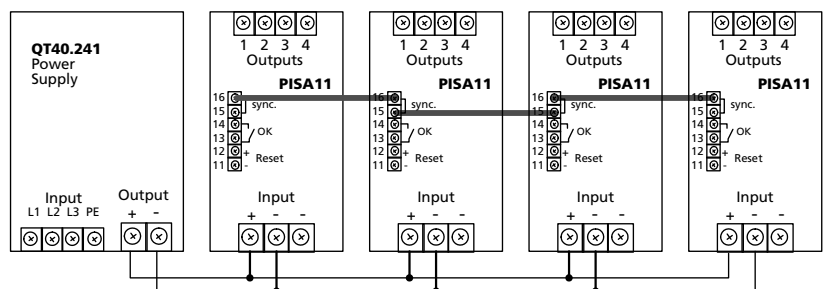 QT40.241
Power
Supply
Input
L1 L2 L3 PE
Output
+ -
1 2 3 4
Outputs
PISA11
16
15
sync.
14
13
OK
12 +
11 -
Reset
Input
+ - -
1 2 3 4
Outputs
PISA11
16
15
sync.
14
13
OK
12 +
11 -
Reset
Input
+ - -
1 2 3 4
Outputs
PISA11
16
15
sync.
14
13
OK
12 +
11 -
Reset
Input
+ - -
1 2 3 4
Outputs
PISA11
16
15
sync.
14
13
OK
12 +
11 -
Reset
Input
+ - -